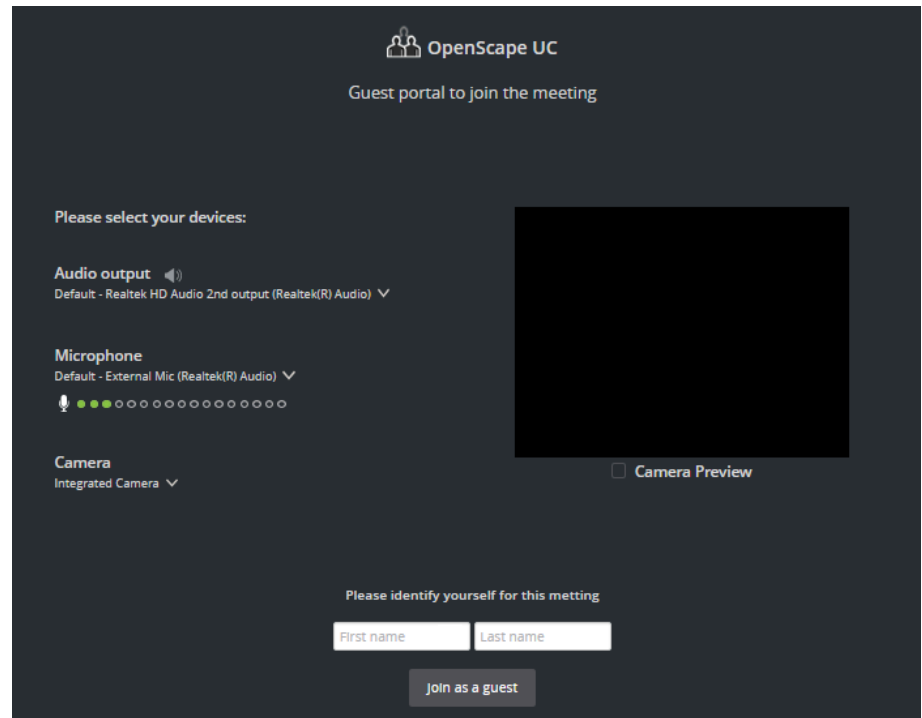 OpenScape UC
Guest portal to join the meeting
Please select your devices:
Audio output
Default - Realtek HD Audio 2nd output (Realtek(R) Audio)
Microphone
Default - External Mic (Realtek(R) Audio)
Camera
Integrated Camera
Camera Preview
Please identify yourself for this metting
First name Last name
Join as a guest